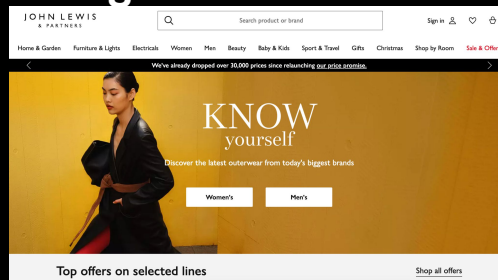 JOHN LEWIS
& PARTNERS
Search product or brand
Sign in
Home & Garden Furniture & Lights Electricals Women Men Beauty Baby & Kids Sport & Travel Gifts Christmas Shop by Room Sale & Offer
We've already dropped over 30,000 prices since relaunching our price promise.
KNOW
yourself
Discover the latest outerwear from today's biggest brands
Women's Men's
Top offers on selected lines
Shop all offers